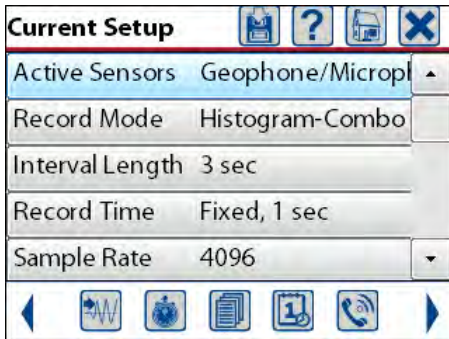 Current Setup
Active Sensors Geophone/Microph
Record Mode Histogram-Combo
Interval Length 3 sec
Record Time Fixed, 1 sec
Sample Rate 4096